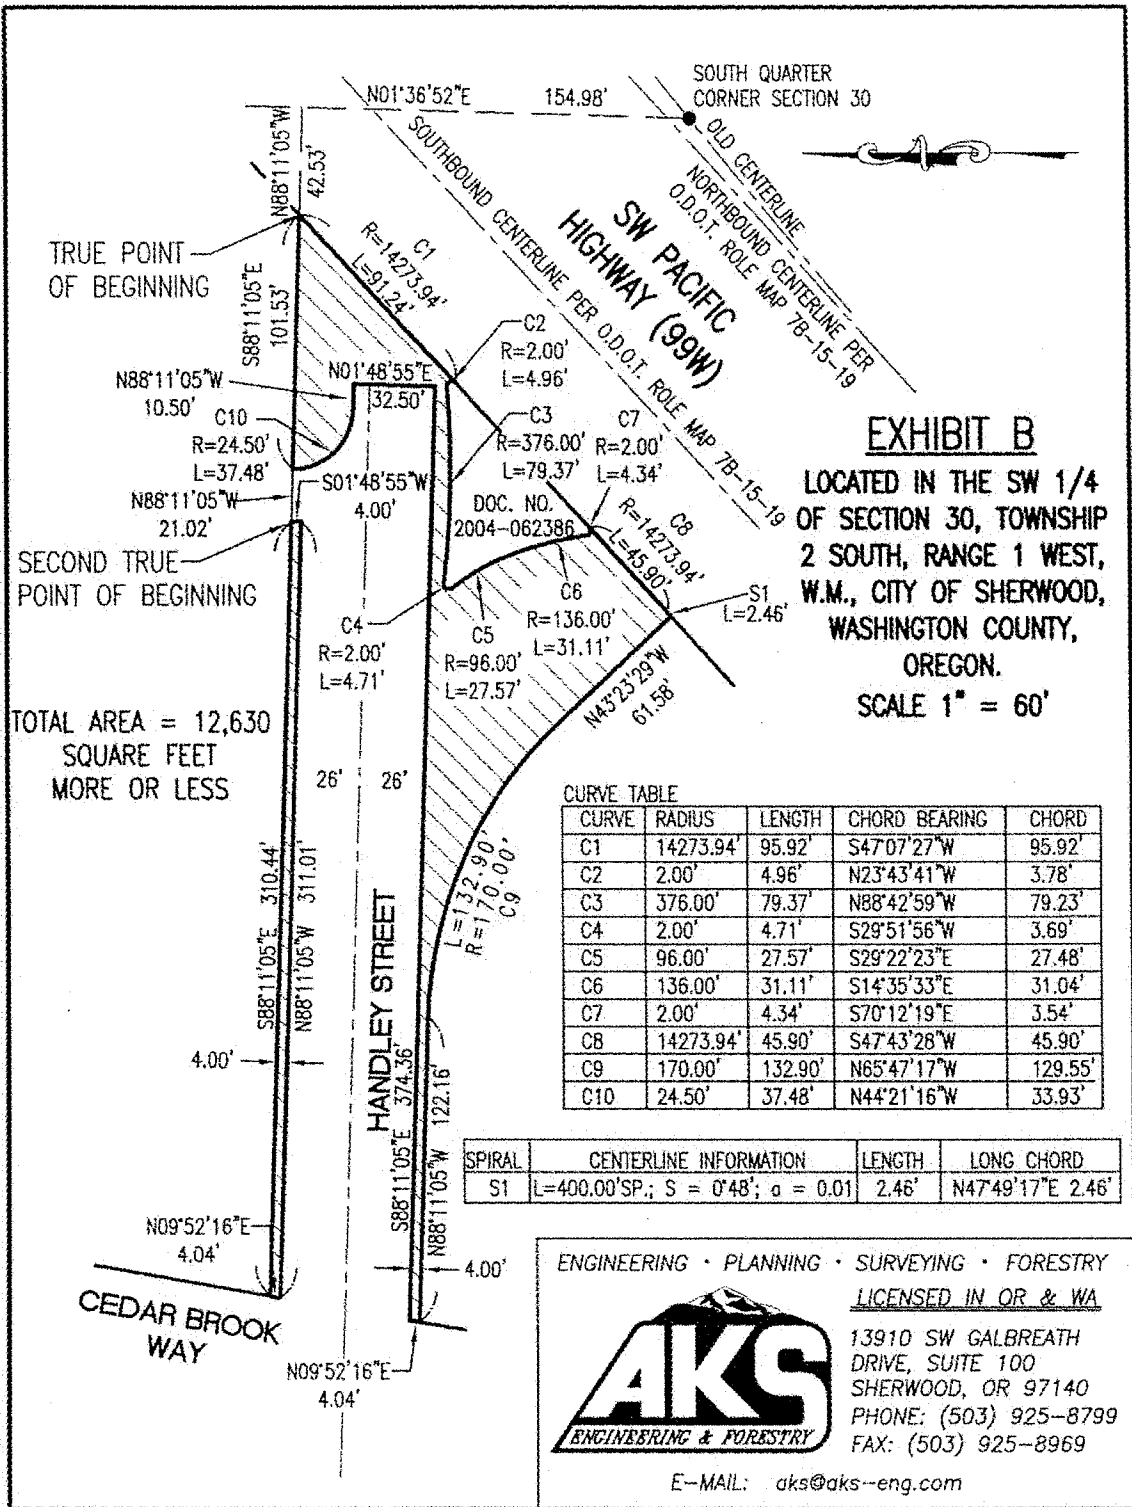 SOUTH QUARTER
CORNER SECTION 30
N01°36'52"E 154.98'
N88°11'05"W
42.53'
OLD CENTERLINE
NORTHBOUND CENTERLINE PER
O.D.O.T. ROLE MAP 7B-15-19
SOUTHBOUND CENTERLINE PER O.D.O.T. ROLE MAP 7B-15-19
SW PACIFIC
HIGHWAY (99W)
TRUE POINT
OF BEGINNING
C1
R=14273.94'
L=91.24'
S88°11'05"E
101.53'
C2
R=2.00'
L=4.96'
N88°11'05"W
10.50'
N01°48'55"E
32.50'
C10
R=24.50'
L=37.48'
C3
R=376.00'
L=79.37'
C7
R=2.00'
L=4.34'
N88°11'05"W
21.02'
S01°48'55"W
4.00'
DOC. NO.
2004-062386
C8
R=14273.94'
L=45.90'
SECOND TRUE
POINT OF BEGINNING
S1
L=2.46'
C4
R=2.00'
L=4.71'
C5
R=96.00'
L=27.57'
C6
R=136.00'
L=31.11'
N43°23'29"W
61.58'
EXHIBIT B
LOCATED IN THE SW 1/4
OF SECTION 30, TOWNSHIP
2 SOUTH, RANGE 1 WEST,
W.M., CITY OF SHERWOOD,
WASHINGTON COUNTY,
OREGON.
SCALE 1" = 60'
TOTAL AREA = 12,630
SQUARE FEET
MORE OR LESS
26' 26'
L=132.90'
R=170.00'
C9
S88°11'05"E 310.44'
N88°11'05"W 311.01'
HANDLEY STREET
S88°11'05"E 374.36'
N88°11'05"W 122.16'
4.00'
N09°52'16"E
4.04'
4.00'
CEDAR BROOK
WAY
N09°52'16"E
4.04'
CURVE TABLE
CURVE RADIUS LENGTH CHORD BEARING CHORD
C1 14273.94' 95.92' S47°07'27"W 95.92'
C2 2.00' 4.96' N23°43'41"W 3.78'
C3 376.00' 79.37' N88°42'59"W 79.23'
C4 2.00' 4.71' S29°51'56"W 3.69'
C5 96.00' 27.57' S29°22'23"E 27.48'
C6 136.00' 31.11' S14°35'33"E 31.04'
C7 2.00' 4.34' S70°12'19"E 3.54'
C8 14273.94' 45.90' S47°43'28"W 45.90'
C9 170.00' 132.90' N65°47'17"W 129.55'
C10 24.50' 37.48' N44°21'16"W 33.93'
SPIRAL CENTERLINE INFORMATION LENGTH LONG CHORD
S1 L=400.00'SP.; S = 0°48'; a = 0.01 2.46' N47°49'17"E 2.46'
ENGINEERING · PLANNING · SURVEYING · FORESTRY
LICENSED IN OR & WA
AKS
ENGINEERING & FORESTRY
13910 SW GALBREATH
DRIVE, SUITE 100
SHERWOOD, OR 97140
PHONE: (503) 925-8799
FAX: (503) 925-8969
E-MAIL: aks@aks-eng.com